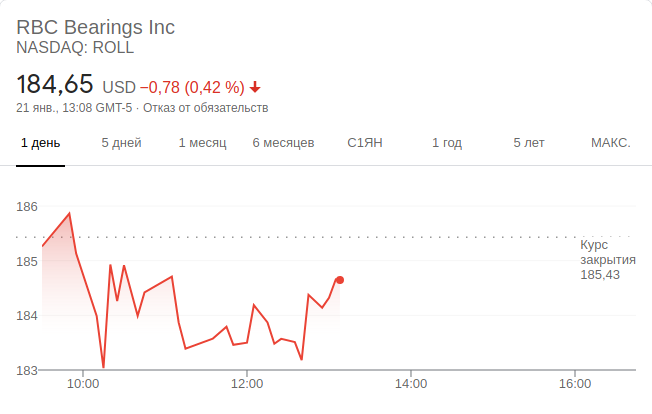 RBC Bearings Inc
NASDAQ: ROLL
184,65 USD −0,78 (0,42 %)
21 янв., 13:08 GMT-5 · Отказ от обязательств
1 день 5 дней 1 месяц 6 месяцев С1ЯН 1 год 5 лет МАКС.
186
Курс
закрытия
185,43
185
184
183
10:00 12:00 14:00 16:00